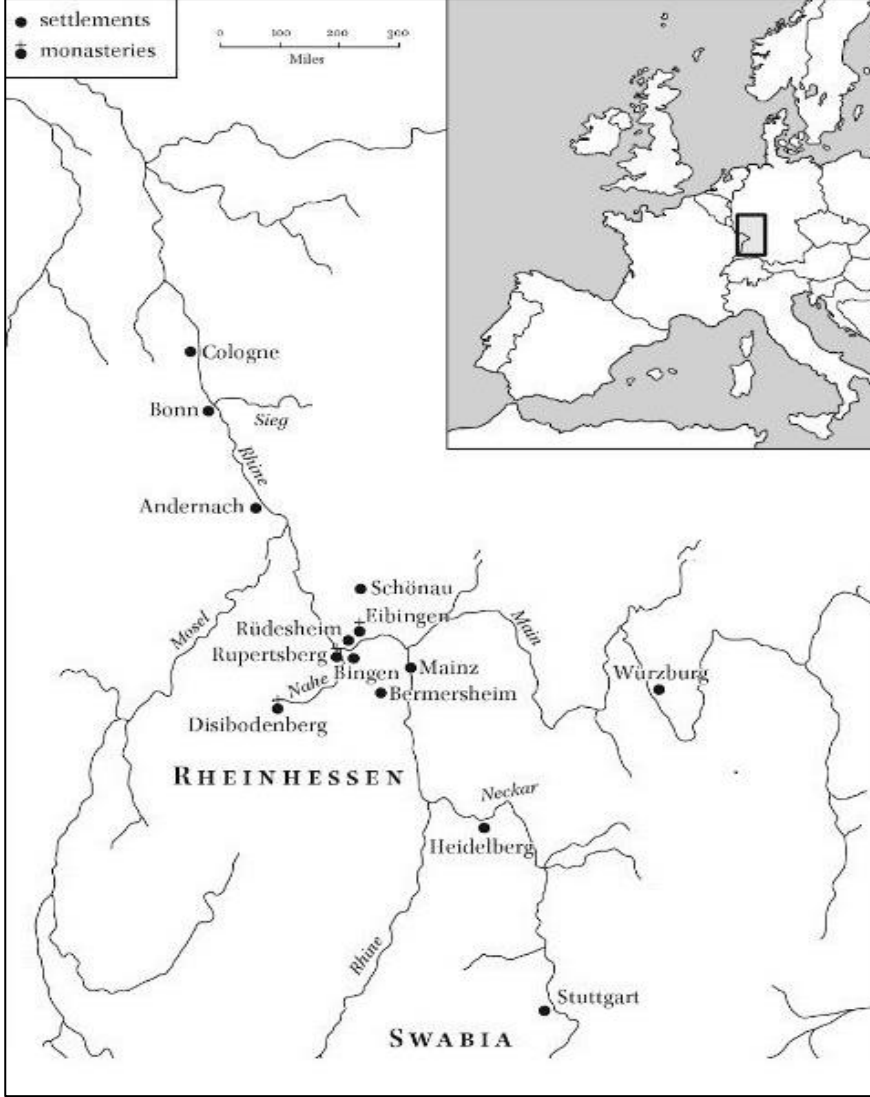 settlements
monasteries
0 100 200 300
Miles
Cologne
Bonn
Sieg
Rhine
Andernach
Schönau
Mosel
Eibingen
Main
Rüdesheim
Rupertsberg
Bingen
Mainz
Würzburg
Nahe
Bermersheim
Disibodenberg
RHEINHESSEN
Neckar
Heidelberg
Rhine
Stuttgart
SWABIA